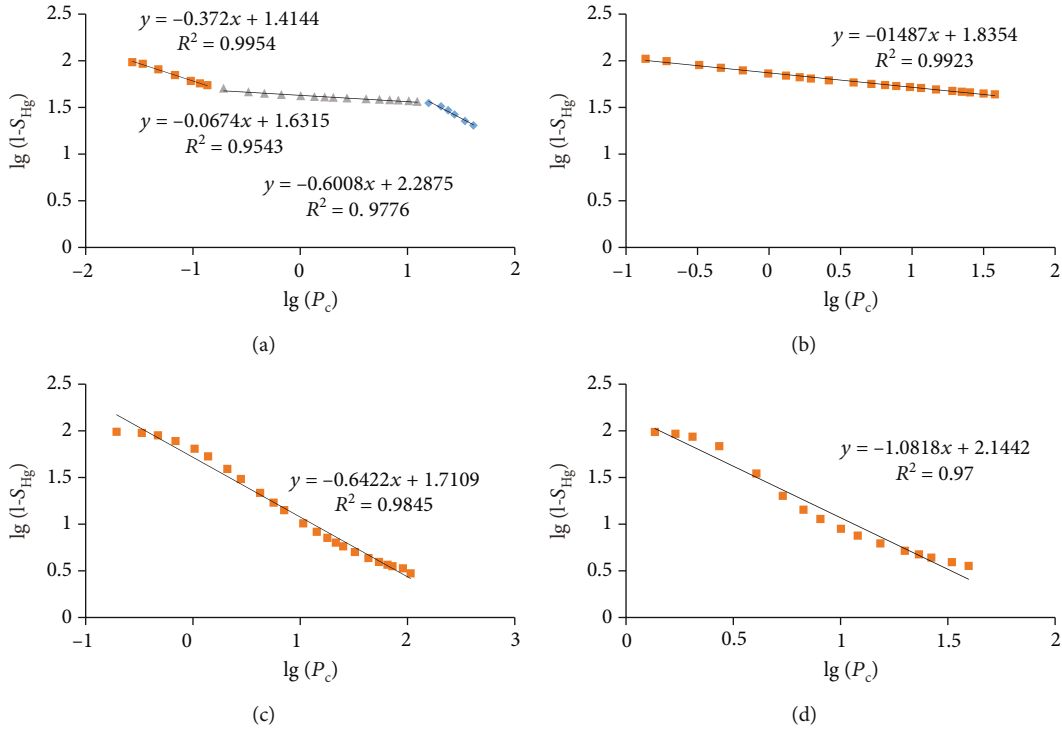 2.5
2
1.5
1
0.5
0
–2
–1
0
1
2
lg (1-S_Hg)
lg (P_c)
y = –0.372x + 1.4144
R² = 0.9954
y = –0.0674x + 1.6315
R² = 0.9543
y = –0.6008x + 2.2875
R² = 0. 9776
(a)
2.5
2
1.5
1
0.5
0
–1
–0.5
0
0.5
1
1.5
2
lg (1-S_Hg)
lg (P_c)
y = –01487x + 1.8354
R² = 0.9923
(b)
2.5
2
1.5
1
0.5
0
–1
0
1
2
3
lg (1-S_Hg)
lg (P_c)
y = –0.6422x + 1.7109
R² = 0.9845
(c)
2.5
2
1.5
1
0.5
0
0
0.5
1
1.5
2
lg (1-S_Hg)
lg (P_c)
y = –1.0818x + 2.1442
R² = 0.97
(d)